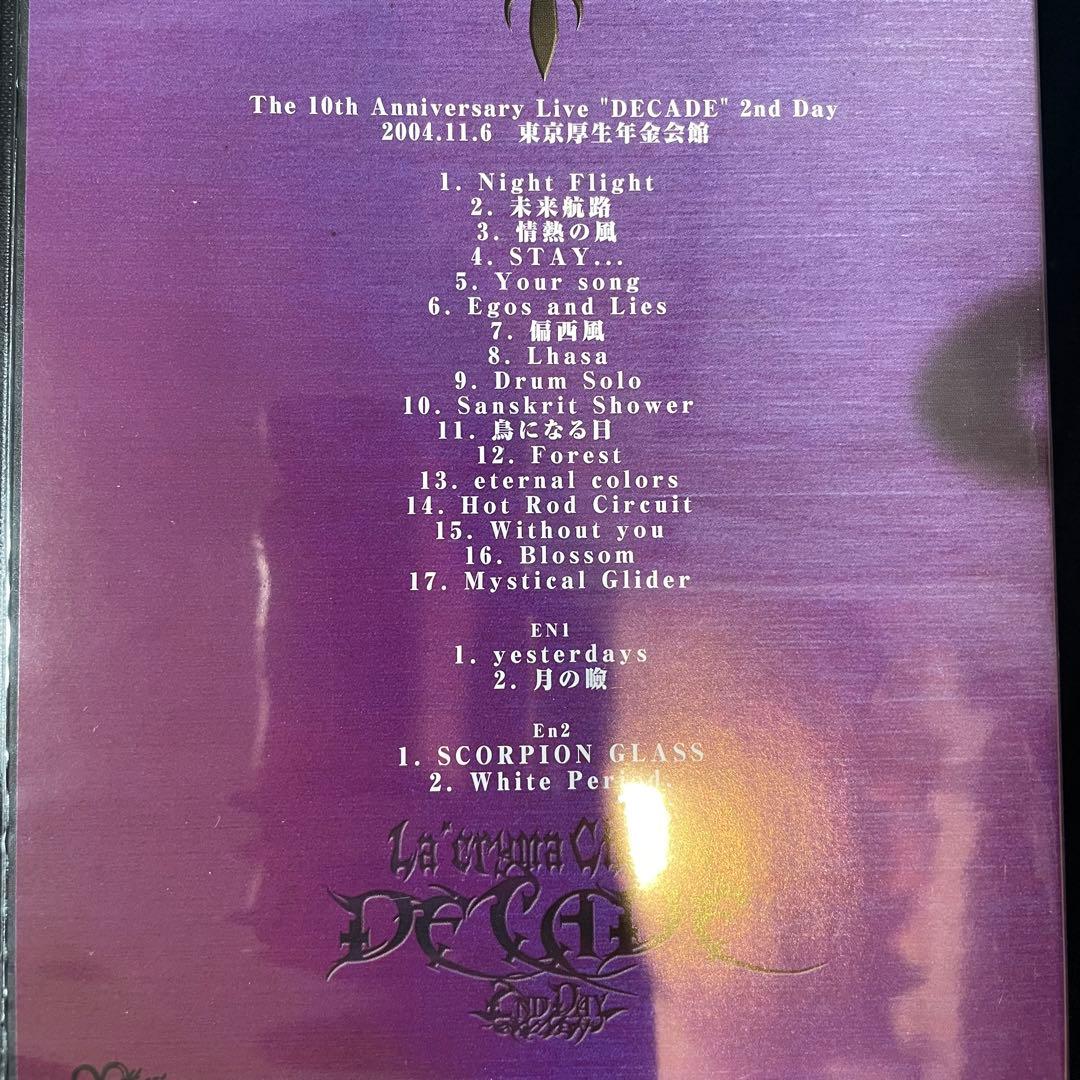 The 10th Anniversary Live "DECADE" 2nd Day
2004.11.6 東京厚生年金会館
1. Night Flight
2. 未来航路
3. 情熱の風
4. STAY...
5. Your song
6. Egos and Lies
7. 偏西風
8. Lhasa
9. Drum Solo
10. Sanskrit Shower
11. 鳥になる日
12. Forest
13. eternal colors
14. Hot Rod Circuit
15. Without you
16. Blossom
17. Mystical Glider
EN1
1. yesterdays
2. 月の瞼
En2
1. SCORPION GLASS
2. White Period
La'cryma
DECADE
2ND DAY